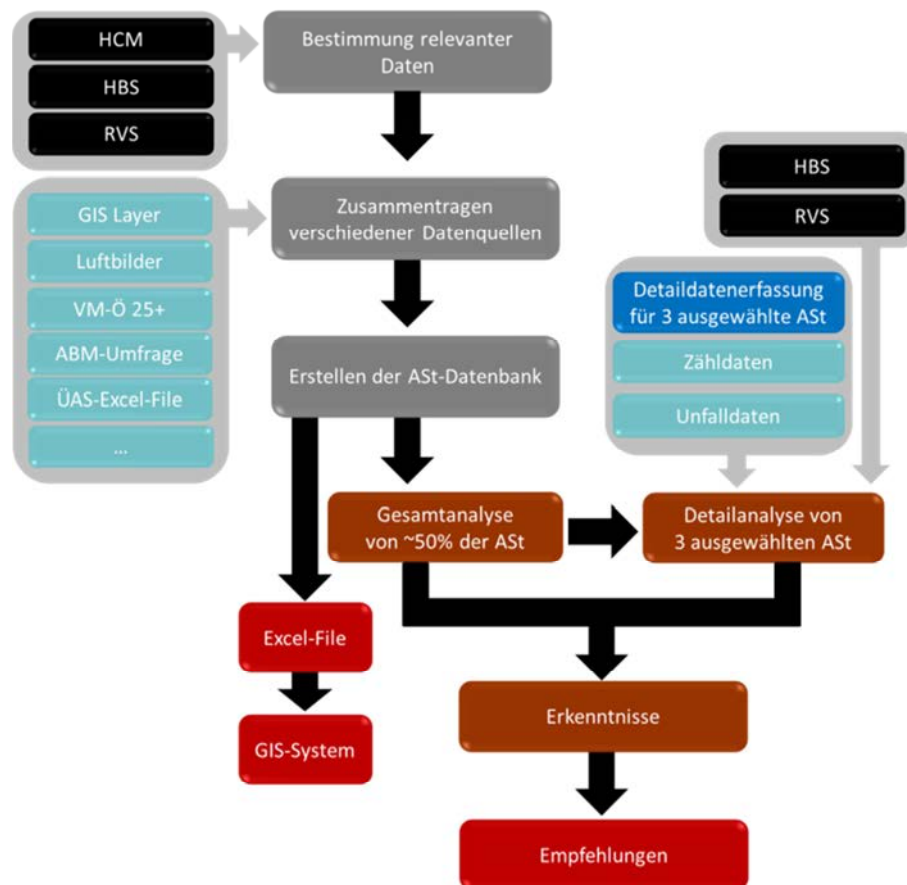 HCM
HBS
RVS
Bestimmung relevanter
Daten
GIS Layer
Luftbilder
VM-Ö 25+
ABM-Umfrage
ÜAS-Excel-File
...
Zusammentragen
verschiedener Datenquellen
HBS
RVS
Detaildatenerfassung
für 3 ausgewählte ASt
Zähldaten
Unfalldaten
Erstellen der ASt-Datenbank
Gesamtanalyse
von ~50% der ASt
Detailanalyse von
3 ausgewählten ASt
Excel-File
GIS-System
Erkenntnisse
Empfehlungen